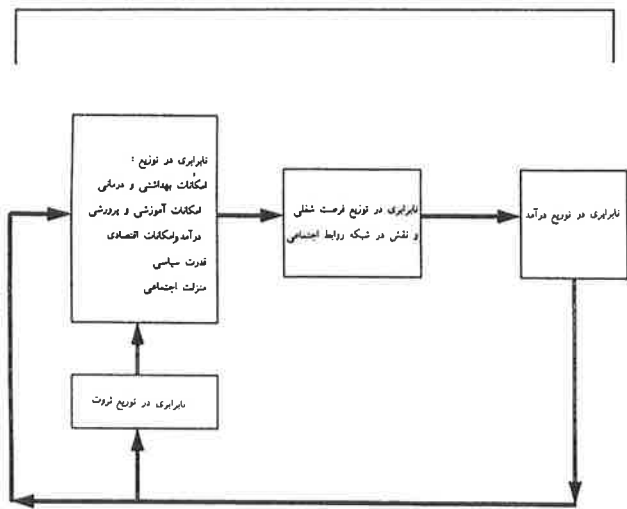 نابرابری در توزیع :
امکانات بهداشتی و درمانی
امکانات آموزشی و پرورشی
درآمد وامکانات اقتصادی
قدرت سیاسی
منزلت اجتماعی
نابرابری در توزیع فرصت شغلی
و نقش در شبکه روابط اجتماعی
نابرابری در توزیع درآمد
نابرابری در توزیع ثروت